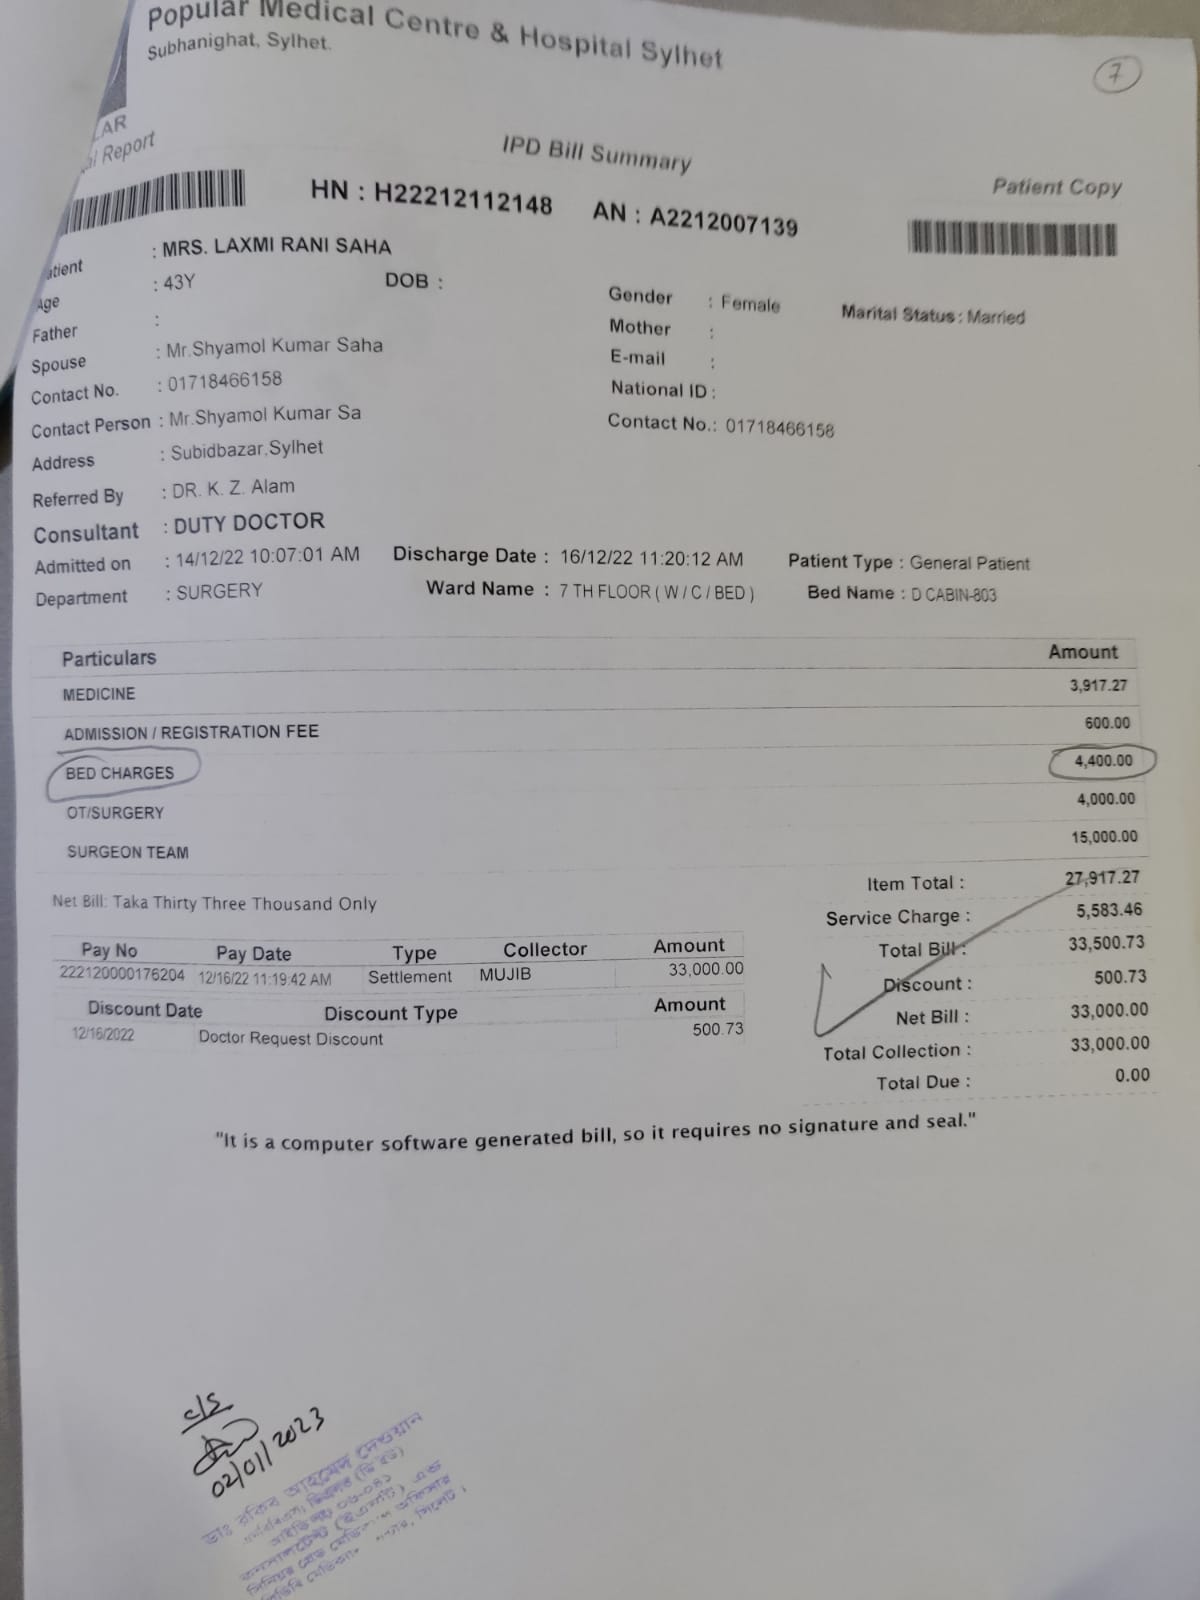 Popular Medical Centre & Hospital Sylhet
Subhanighat, Sylhet.
7
LAR
Report
IPD Bill Summary
Patient Copy
HN : H22212112148 AN : A2212007139
atient : MRS. LAXMI RANI SAHA
Age : 43Y DOB : Gender : Female Marital Status : Married
Father : Mother :
Spouse : Mr.Shyamol Kumar Saha E-mail :
Contact No. : 01718466158 National ID :
Contact Person : Mr.Shyamol Kumar Sa Contact No.: 01718466158
Address : Subidbazar,Sylhet
Referred By : DR. K. Z. Alam
Consultant : DUTY DOCTOR
Admitted on : 14/12/22 10:07:01 AM Discharge Date : 16/12/22 11:20:12 AM Patient Type : General Patient
Department : SURGERY Ward Name : 7 TH FLOOR ( W / C / BED ) Bed Name : D CABIN-803
Particulars Amount
MEDICINE 3,917.27
ADMISSION / REGISTRATION FEE 600.00
BED CHARGES 4,400.00
OT/SURGERY 4,000.00
SURGEON TEAM 15,000.00
Item Total : 27,917.27
Net Bill: Taka Thirty Three Thousand Only
Service Charge : 5,583.46
Total Bill : 33,500.73
Discount : 500.73
Net Bill : 33,000.00
Total Collection : 33,000.00
Total Due : 0.00
Pay No Pay Date Type Collector Amount
222120000176204 12/16/22 11:19:42 AM Settlement MUJIB 33,000.00
Discount Date Discount Type Amount
12/16/2022 Doctor Request Discount 500.73
"It is a computer software generated bill, so it requires no signature and seal."
c/s
02/01/2023
ডাঃ রকিব আহমেদ দেওয়ান